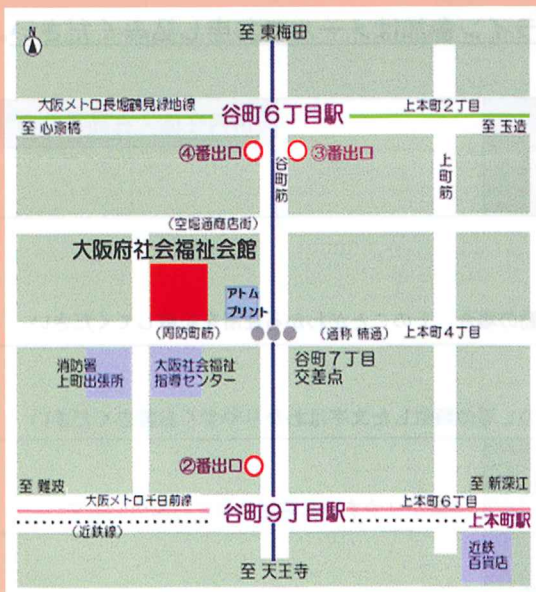 N
至 東梅田
大阪メトロ長堀鶴見緑地線
谷町6丁目駅
上本町2丁目
至 心斎橋
至 玉造
④番出口
③番出口
谷町筋
上町筋
(空堀通商店街)
大阪府社会福祉会館
アトム
プリント
(周防町筋)
(通称 楠通)
上本町4丁目
消防署
上町出張所
大阪社会福祉
指導センター
谷町7丁目
交差点
②番出口
至 難波
至 新深江
大阪メトロ千日前線
谷町9丁目駅
上本町6丁目
(近鉄線)
上本町駅
至 天王寺
近鉄
百貨店